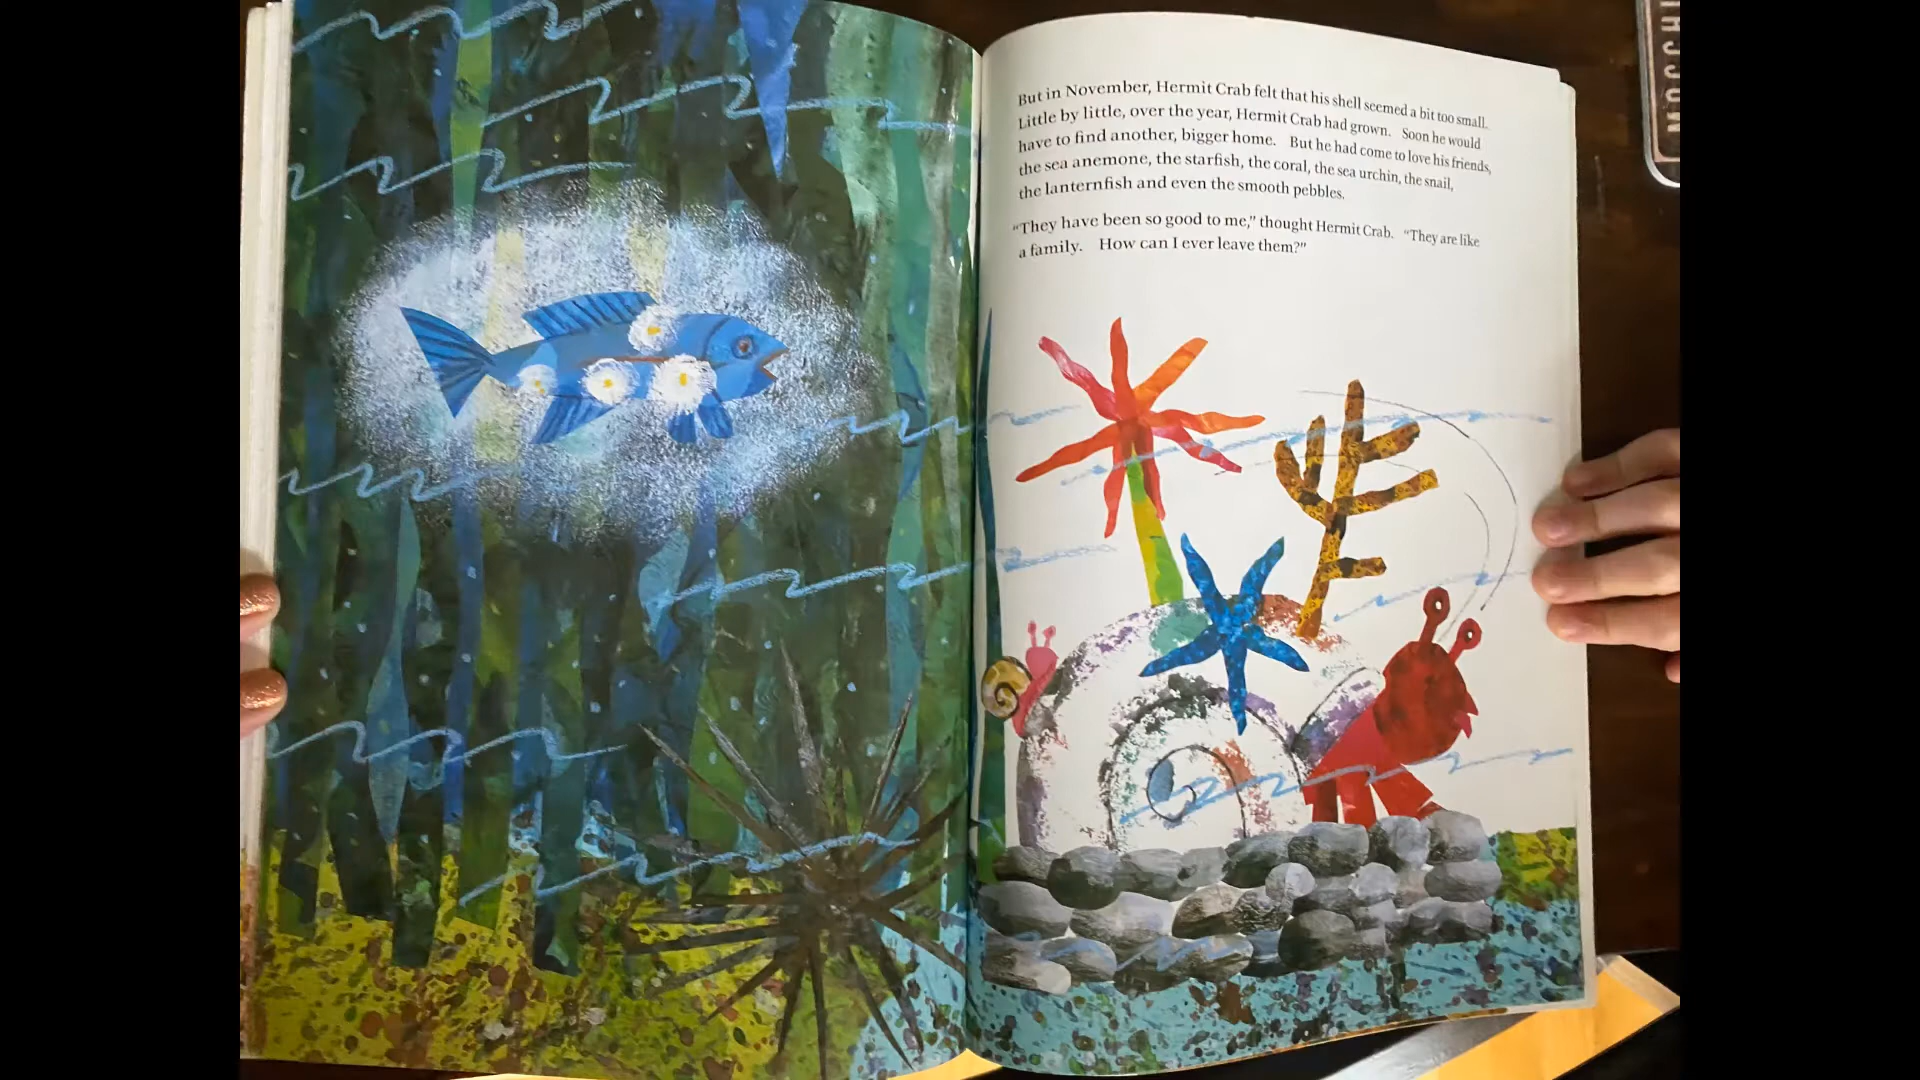 But in November, Hermit Crab felt that his shell seemed a bit too small.
Little by little, over the year, Hermit Crab had grown. Soon he would
have to find another, bigger home. But he had come to love his friends,
the sea anemone, the starfish, the coral, the sea urchin, the snail,
the lanternfish and even the smooth pebbles.
“They have been so good to me,” thought Hermit Crab. “They are like
a family. How can I ever leave them?”